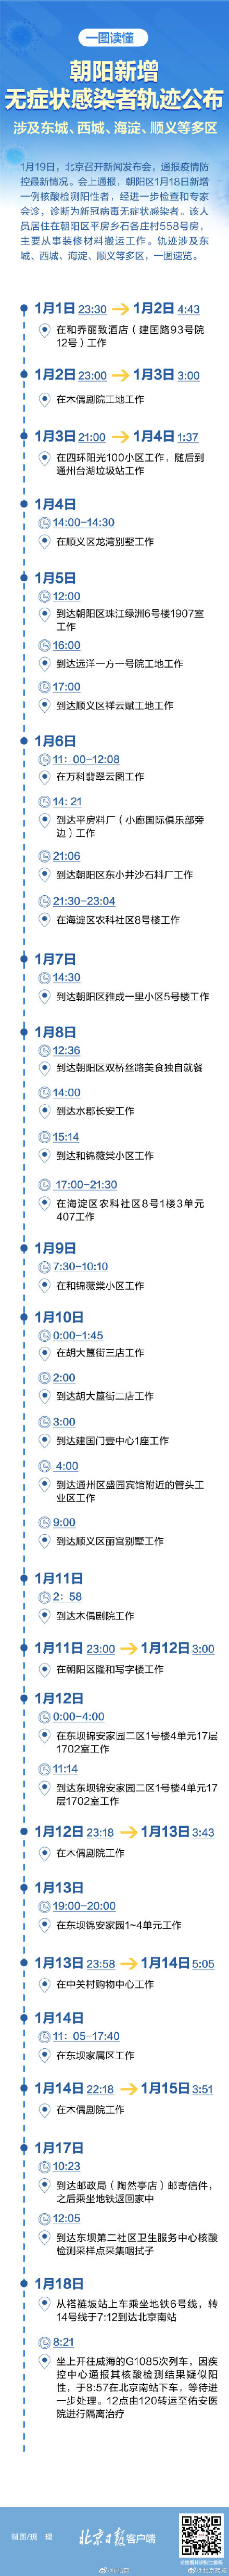 一图读懂
朝阳新增
无症状感染者轨迹公布
涉及东城、西城、海淀、顺义等多区
1月19日，北京召开新闻发布会，通报疫情防
控最新情况。会上通报，朝阳区1月18日新增
一例核酸检测阳性者，经进一步检查和专家
会诊，诊断为新冠病毒无症状感染者。该人
员居住在朝阳区平房乡石各庄村558号房，
主要从事装修材料搬运工作。轨迹涉及东
城、西城、海淀、顺义等多区，一图速览。
1月1日 23:30 1月2日 4:43
在和乔丽致酒店（建国路93号院
12号）工作
1月2日 23:00 1月3日 3:00
在木偶剧院工地工作
1月3日 21:00 1月4日 1:37
在四环阳光100小区工作，随后到
通州台湖垃圾站工作
1月4日
14:00-14:30
在顺义区龙湾别墅工作
1月5日
12:00
到达朝阳区珠江绿洲6号楼1907室
工作
16:00
到达远洋一方一号院工地工作
17:00
到达顺义区祥云赋工地工作
1月6日
11：00-12:08
在万科翡翠云图工作
14: 21
到达平房料厂（小廊国际俱乐部旁
边）工作
21:06
到达朝阳区东小井沙石料厂工作
21:30-23:04
在海淀区农科社区8号楼工作
1月7日
14:30
到达朝阳区雅成一里小区5号楼工作
1月8日
12:36
到达朝阳区双桥丝路美食独自就餐
14:00
到达水郡长安工作
15:14
到达和锦薇棠小区工作
17:00-21:30
在海淀区农科社区8号1楼3单元
407工作
1月9日
7:30-10:10
在和锦薇棠小区工作
1月10日
0:00-1:45
在胡大簋街三店工作
2:00
到达胡大簋街二店工作
3:00
到达建国门壹中心1座工作
4:00
到达通州区盛园宾馆附近的管头工
业区工作
9:00
到达顺义区丽宫别墅工作
1月11日
2：58
到达木偶剧院工作
1月11日 23:00 1月12日 3:00
在朝阳区隆和写字楼工作
1月12日
0:00-4:00
在东坝锦安家园二区1号楼4单元17层
1702室工作
11:14
到达东坝锦安家园二区1号楼4单元17
层1702室工作
1月12日 23:18 1月13日 3:43
在木偶剧院工作
1月13日
19:00-20:00
在东坝锦安家园1~4单元工作
1月13日 23:58 1月14日 5:05
在中关村购物中心工作
1月14日
11：05-17:40
在东坝家属区工作
1月14日 22:18 1月15日 3:51
在木偶剧院工作
1月17日
10:23
到达邮政局（陶然亭店）邮寄信件，
之后乘坐地铁返回家中
12:05
到达东坝第二社区卫生服务中心核酸
检测采样点采集咽拭子
1月18日
从褡裢坡站上车乘坐地铁6号线，转
14号线于7:12到达北京南站
8:21
坐上开往威海的G1085次列车，因疾
控中心通报其核酸检测结果疑似阳
性，于8:57在北京南站下车，等待进
一步处理。12点由120转运至佑安医
院进行隔离治疗
制图/琚 理
北京日报客户端